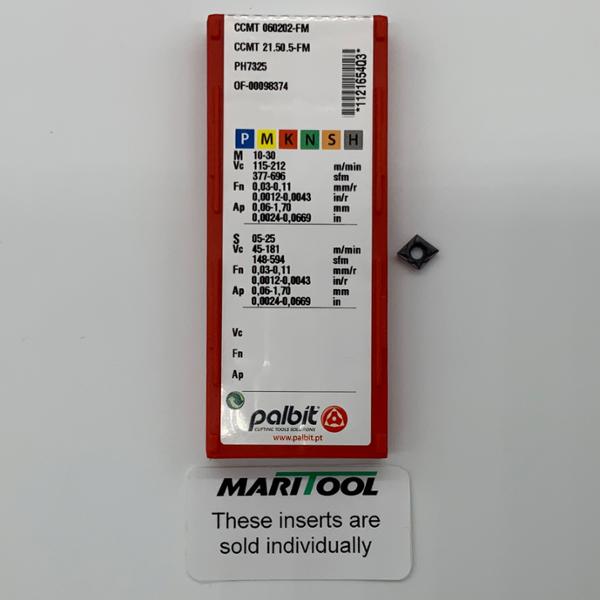 CCMT 060202-FM
CCMT 21.50.5-FM
PH7325
OF-00098374
*112165403*
P M K N S H
M 10-30
Vc 115-212 m/min
377-696 sfm
Fn 0,03-0,11 mm/r
0,0012-0,0043 in/r
Ap 0,06-1,70 mm
0,0024-0,0669 in
S 05-25
Vc 45-181 m/min
148-594 sfm
Fn 0,03-0,11 mm/r
0,0012-0,0043 in/r
Ap 0,06-1,70 mm
0,0024-0,0669 in
Vc
Fn
Ap
palbit
CUTTING TOOLS SOLUTIONS
www.palbit.pt
MARITOOL
These inserts are
sold individually